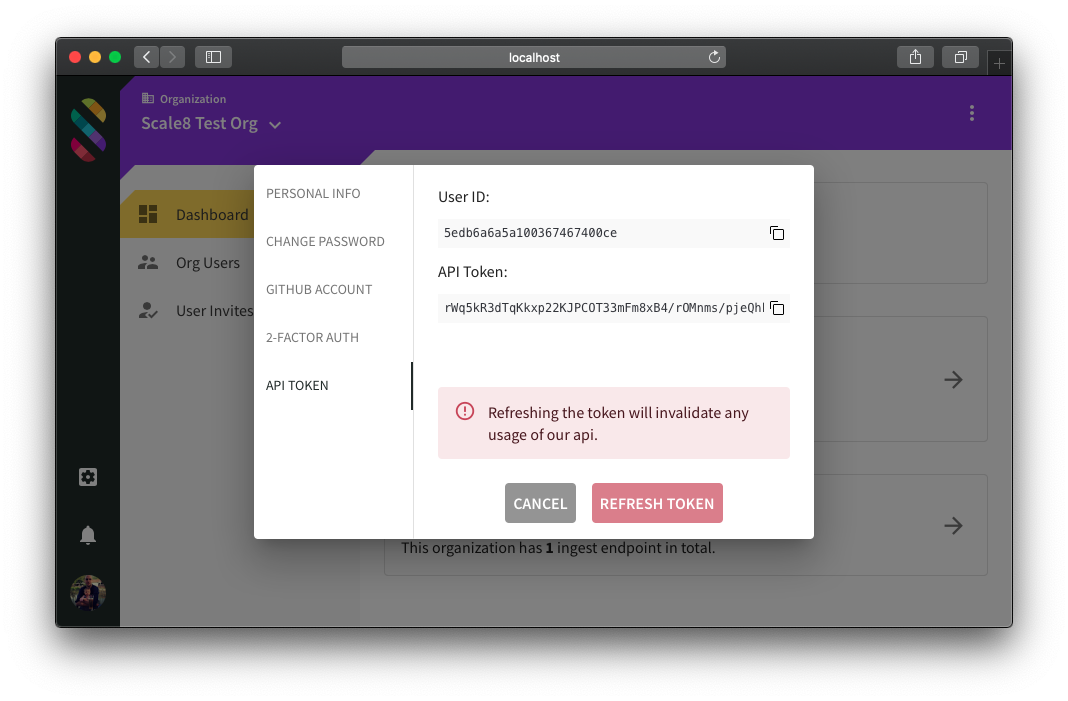 localhost
Organization
Scale8 Test Org
Dashboard
Org Users
User Invites
PERSONAL INFO
CHANGE PASSWORD
GITHUB ACCOUNT
2-FACTOR AUTH
API TOKEN
User ID:
5edb6a6a5a100367467400ce
API Token:
rWq5kR3dTqKkxp22KJPCOT33mFm8xB4/rOMnms/pjeQhl
Refreshing the token will invalidate any
usage of our api.
CANCEL
REFRESH TOKEN
This organization has 1 ingest endpoint in total.